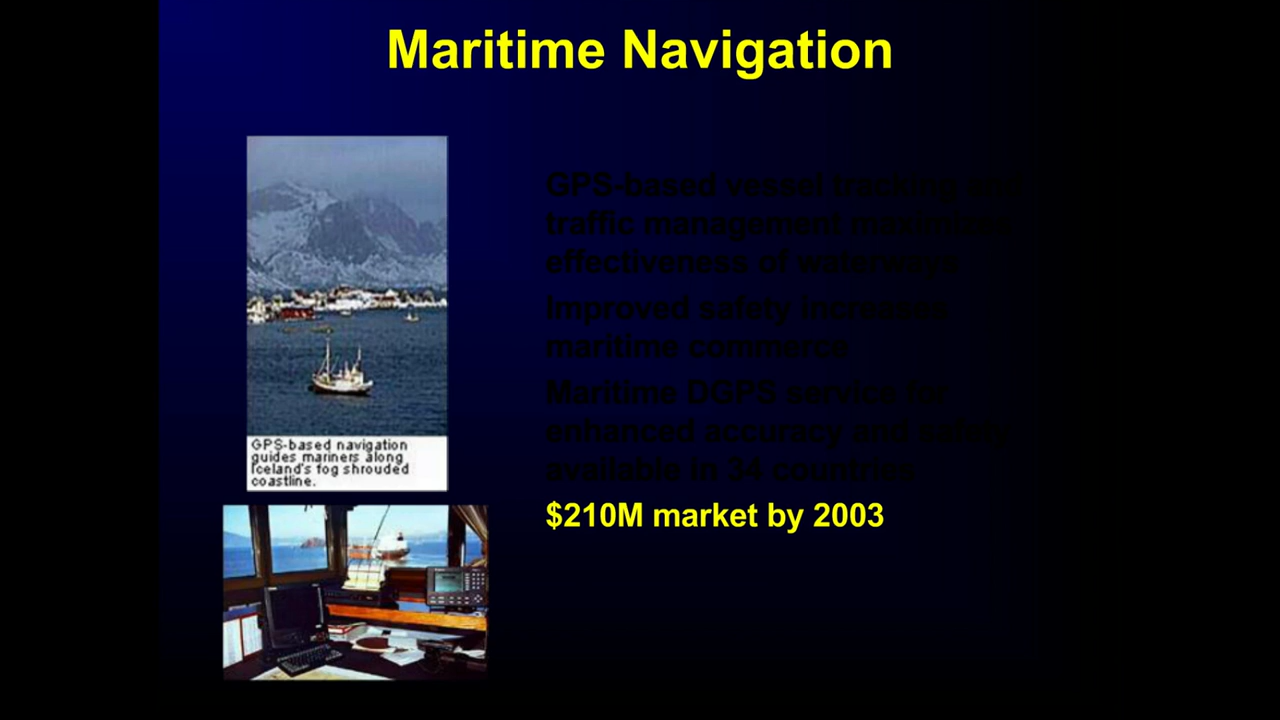 Maritime Navigation
GPS-based vessel tracking and
traffic management maximizes
effectiveness of waterways
Improved safety increases
maritime commerce
Maritime DGPS service for
enhanced accuracy and safety
available in 34 countries
$210M market by 2003
GPS-based navigation
guides mariners along
Iceland's fog shrouded
coastline.